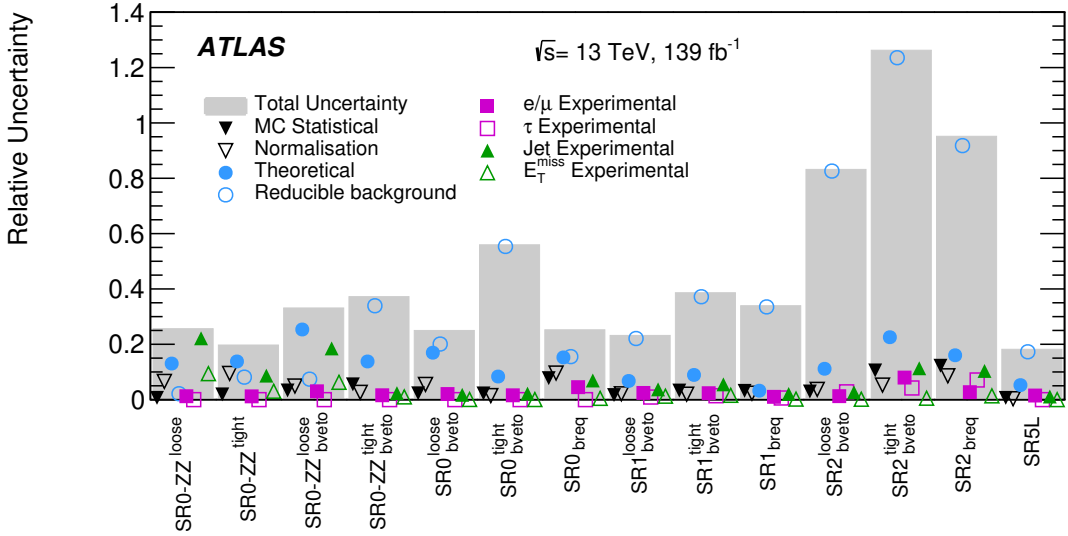 Relative Uncertainty
1.4
1.2
1
0.8
0.6
0.4
0.2
0
ATLAS
√s= 13 TeV, 139 fb⁻¹
Total Uncertainty
MC Statistical
Normalisation
Theoretical
Reducible background
e/μ Experimental
τ Experimental
Jet Experimental
E_T^miss Experimental
SR0-ZZ^loose
SR0-ZZ^tight
SR0-ZZ^loose_bveto
SR0-ZZ^tight_bveto
SR0^loose_bveto
SR0^tight_bveto
SR0_breq
SR1^loose_bveto
SR1^tight_bveto
SR1_breq
SR2^loose_bveto
SR2^tight_bveto
SR2_breq
SR5L